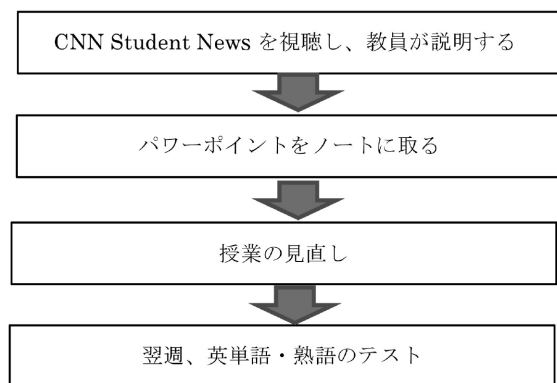 CNN Student News を視聴し、教員が説明する
パワーポイントをノートに取る
授業の見直し
翌週、英単語・熟語のテスト